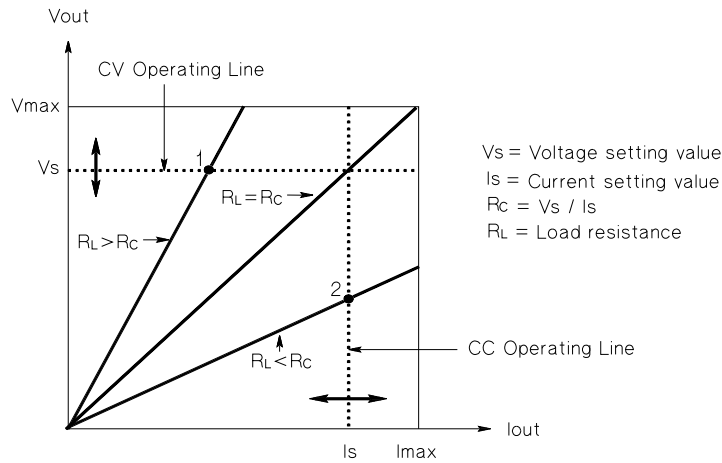 Vout
CV Operating Line
Vmax
Vs
1
RL=RC
RL>RC
2
RL<RC
CC Operating Line
Iout
Is
Imax
Vs = Voltage setting value
Is = Current setting value
RC = Vs / Is
RL = Load resistance